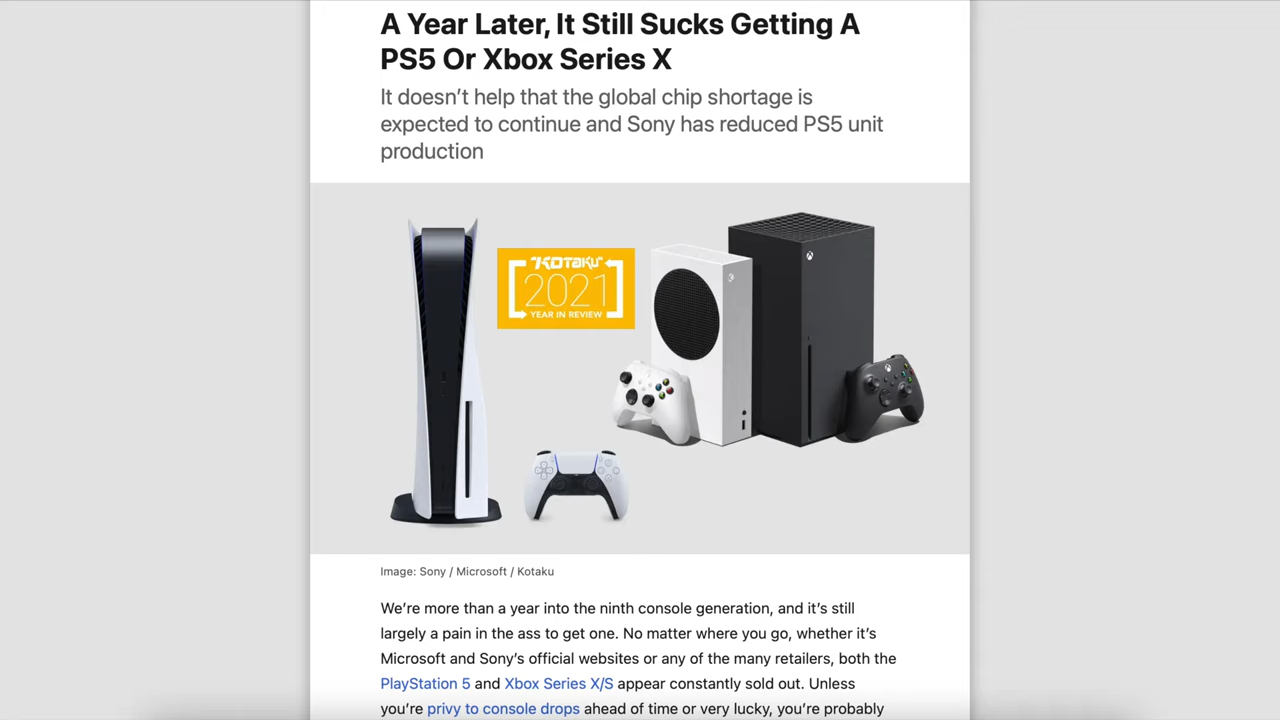 A Year Later, It Still Sucks Getting A
PS5 Or Xbox Series X
It doesn’t help that the global chip shortage is
expected to continue and Sony has reduced PS5 unit
production
KOTAKU
2021
YEAR IN REVIEW
Image: Sony / Microsoft / Kotaku
We’re more than a year into the ninth console generation, and it’s still
largely a pain in the ass to get one. No matter where you go, whether it’s
Microsoft and Sony’s official websites or any of the many retailers, both the
PlayStation 5 and Xbox Series X/S appear constantly sold out. Unless
you’re privy to console drops ahead of time or very lucky, you’re probably